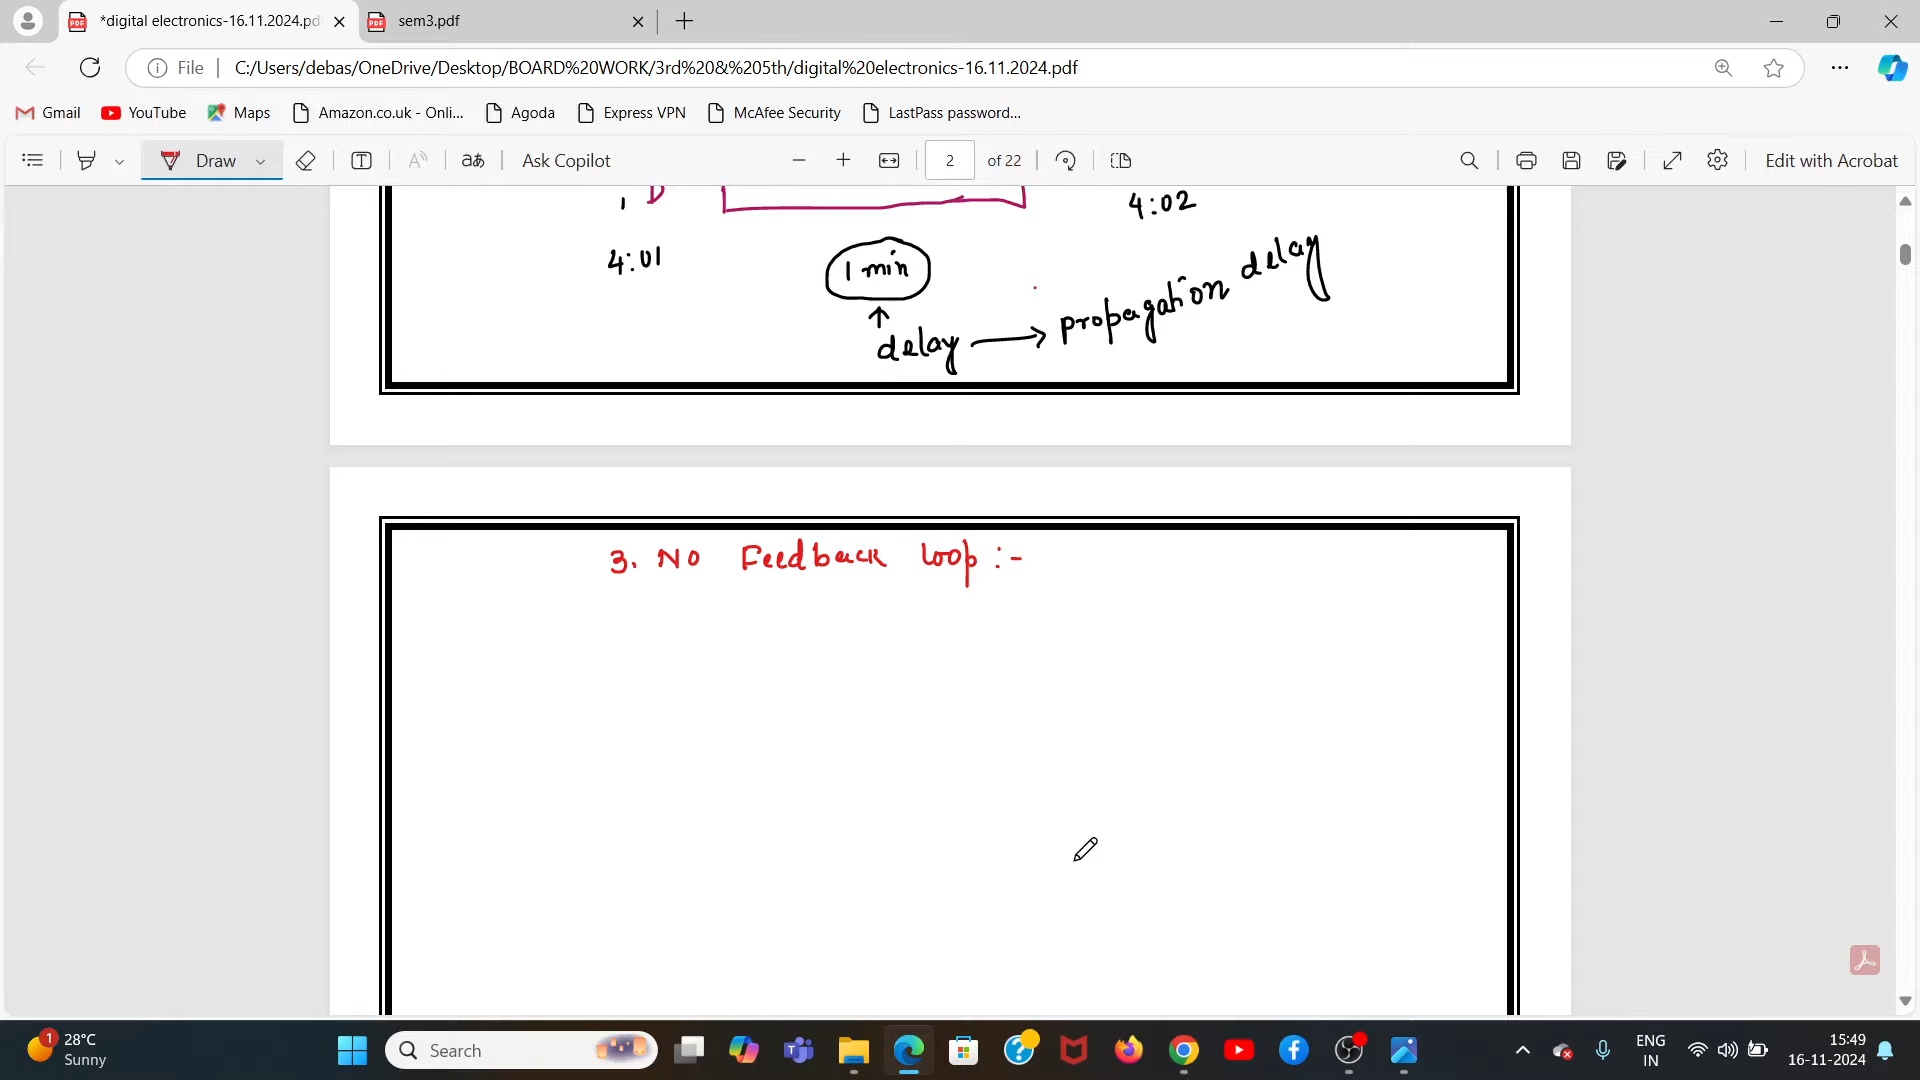 *digital electronics-16.11.2024.pd
sem3.pdf
File
C:/Users/debas/OneDrive/Desktop/BOARD%20WORK/3rd%20&%205th/digital%20electronics-16.11.2024.pdf
Gmail
YouTube
Maps
Amazon.co.uk - Onli...
Agoda
Express VPN
McAfee Security
LastPass password...
Draw
Ask Copilot
2
of 22
Edit with Acrobat
1 D
4:02
4:01
1 min
delay → propagation delay
3. No Feedback loop :-
1
28°C
Sunny
Search
ENG
IN
15:49
16-11-2024